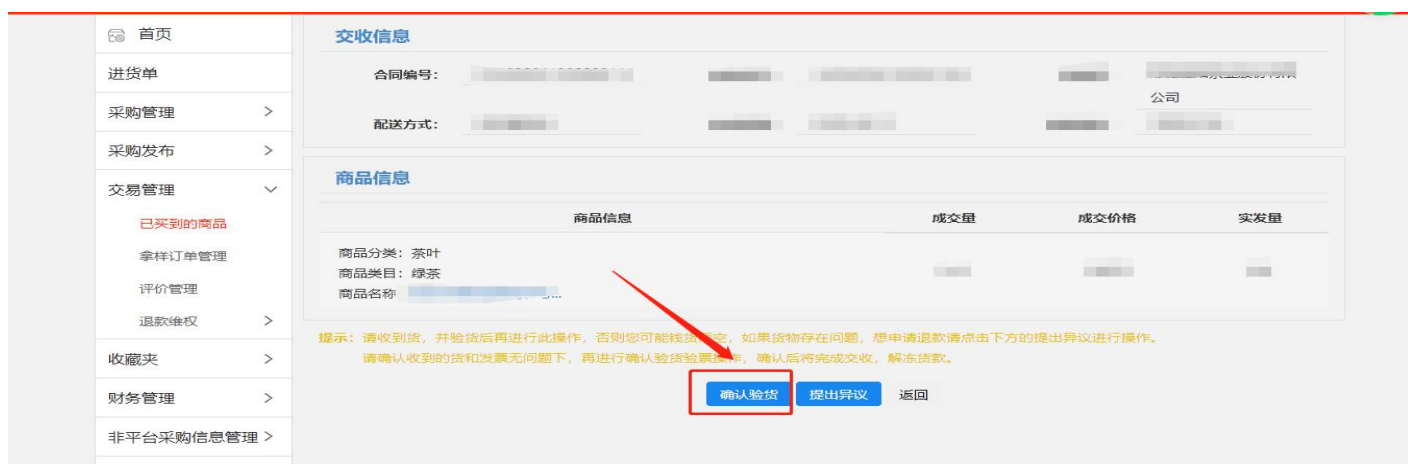 首页
进货单
采购管理 >
采购发布 >
交易管理
已买到的商品
拿样订单管理
评价管理
退款维权 >
收藏夹 >
财务管理 >
非平台采购信息管理 >
交收信息
合同编号：
公司
配送方式：
商品信息
商品信息 成交量 成交价格 实发量
商品分类：茶叶
商品类目：绿茶
商品名称
提示：请收到货，并验货后再进行此操作，否则您可能钱货两空，如果货物存在问题，想申请退款请点击下方的提出异议进行操作。
请确认收到的货和发票无问题下，再进行确认验货验票操作，确认后将完成交收，解冻货款。
确认验货 提出异议 返回